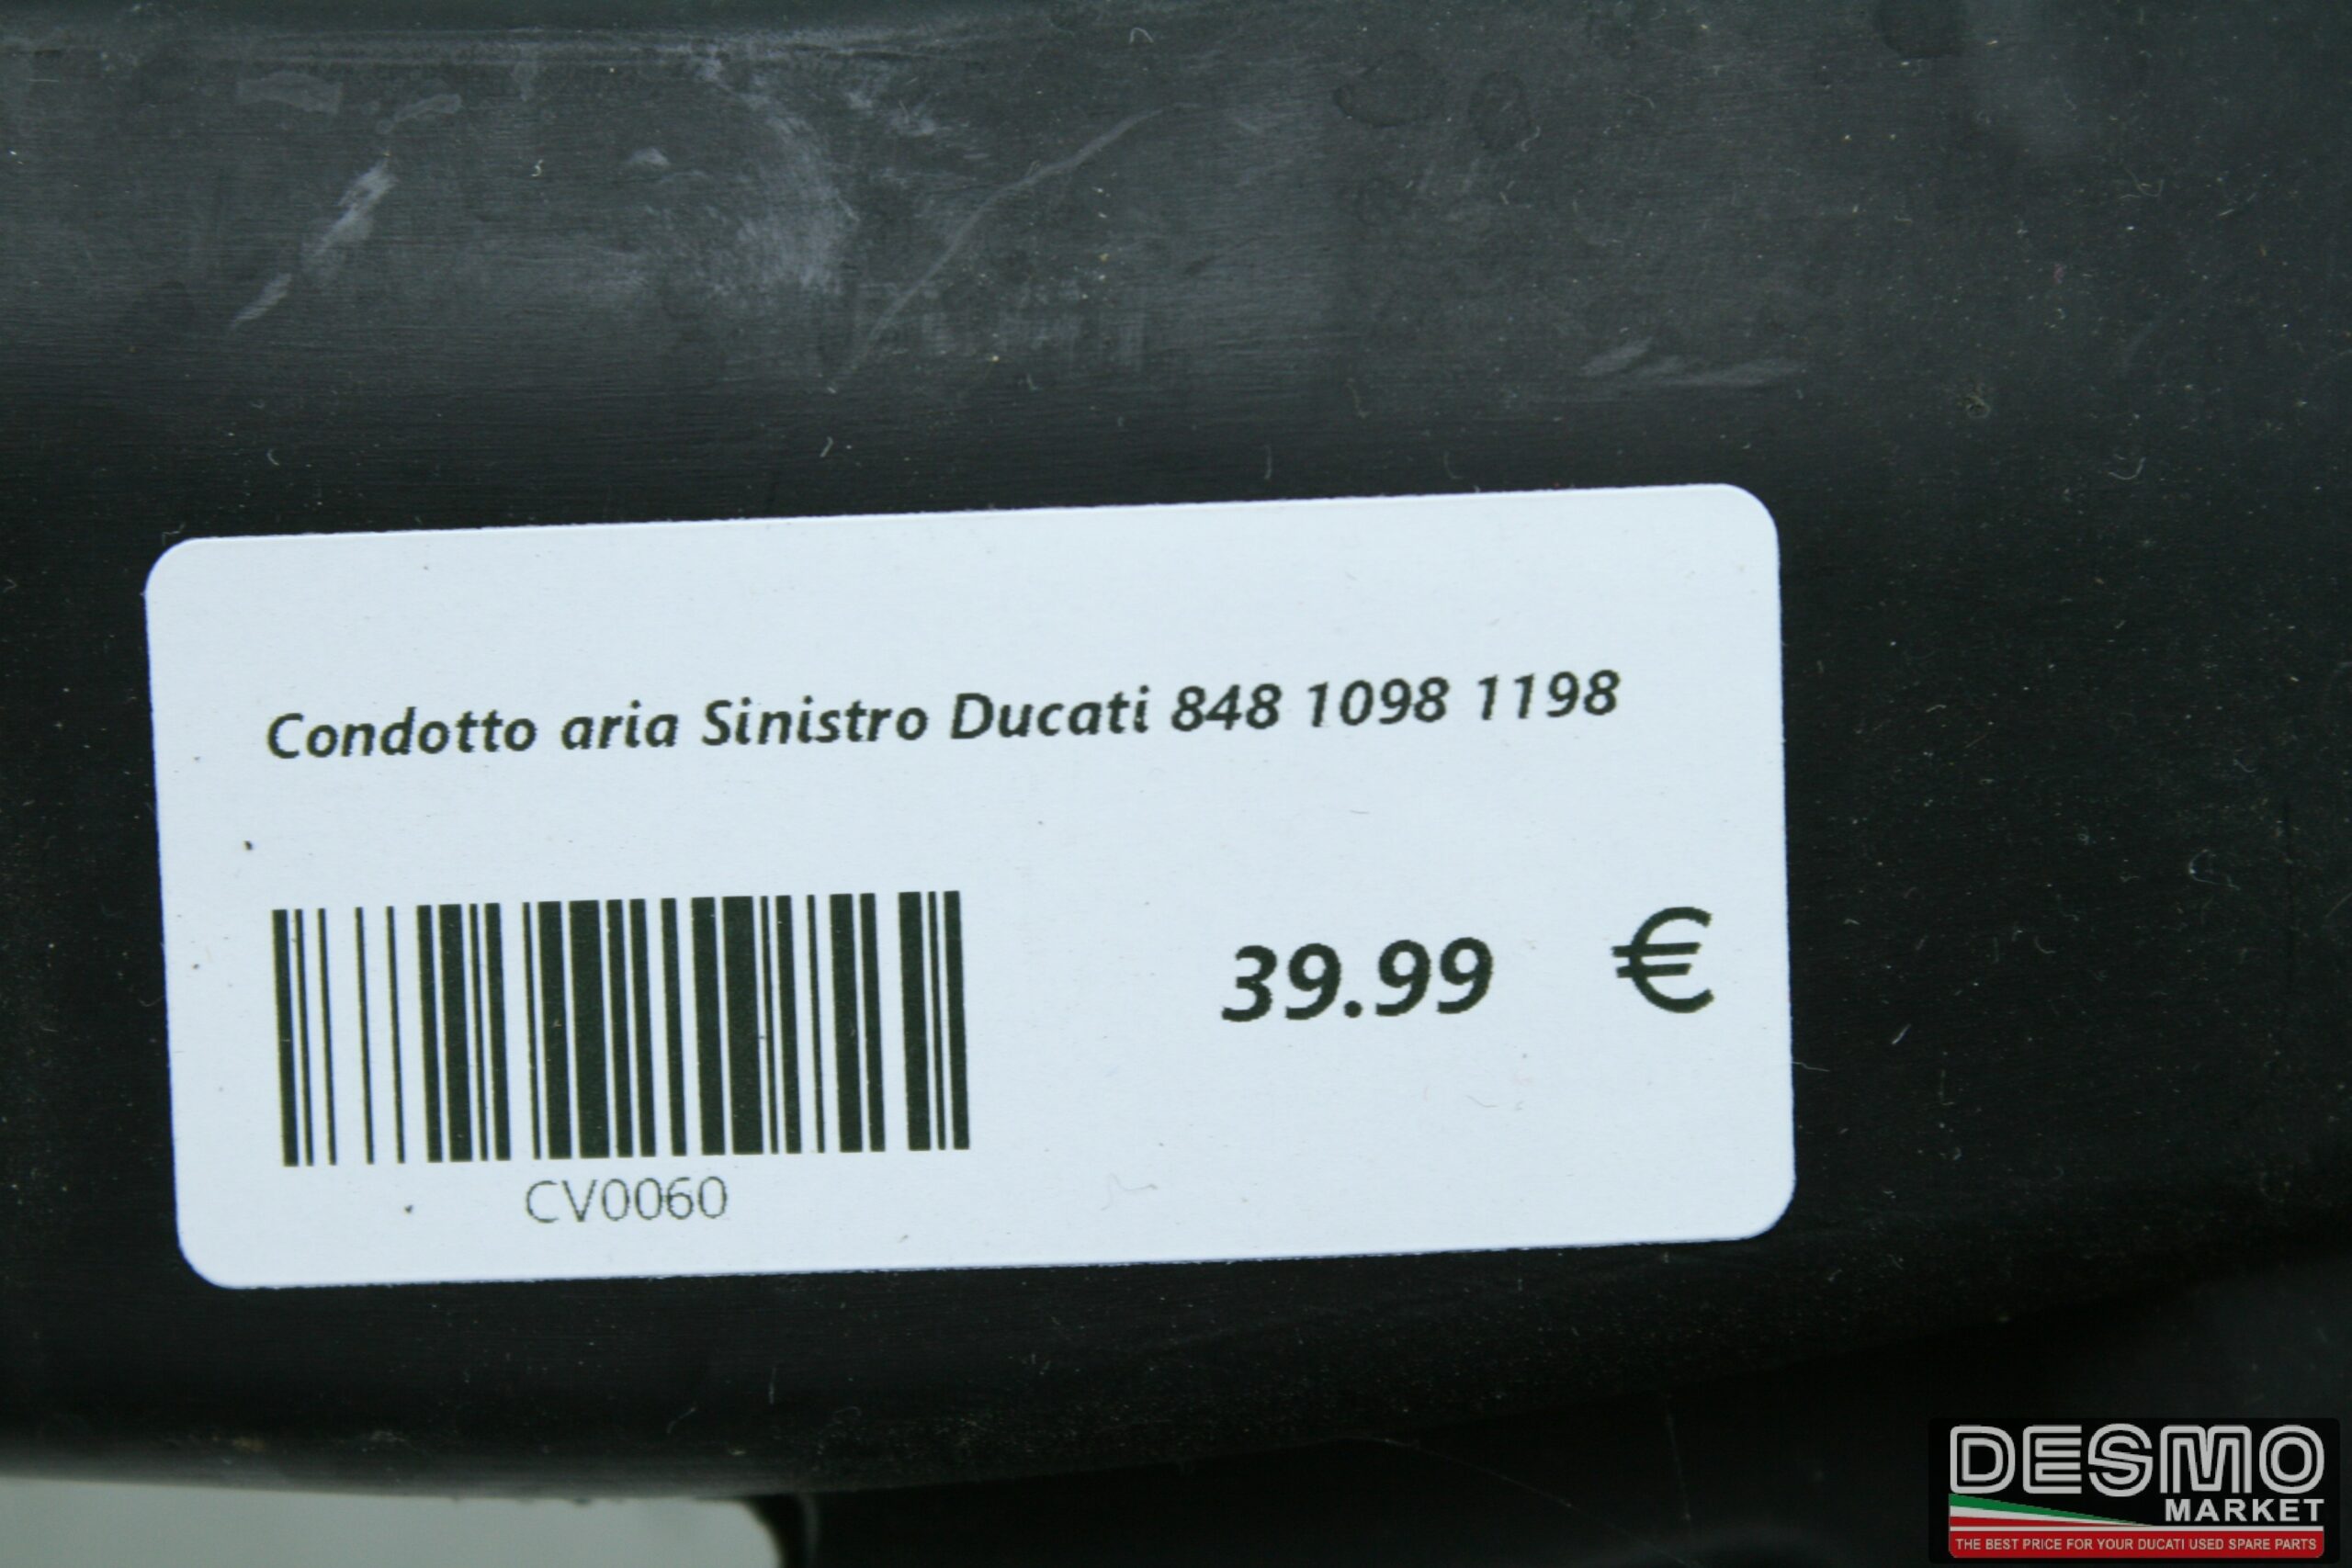 Condotto aria Sinistro Ducati 848 1098 1198
39.99 €
CV0060
DESMO
MARKET
THE BEST PRICE FOR YOUR DUCATI USED SPARE PARTS